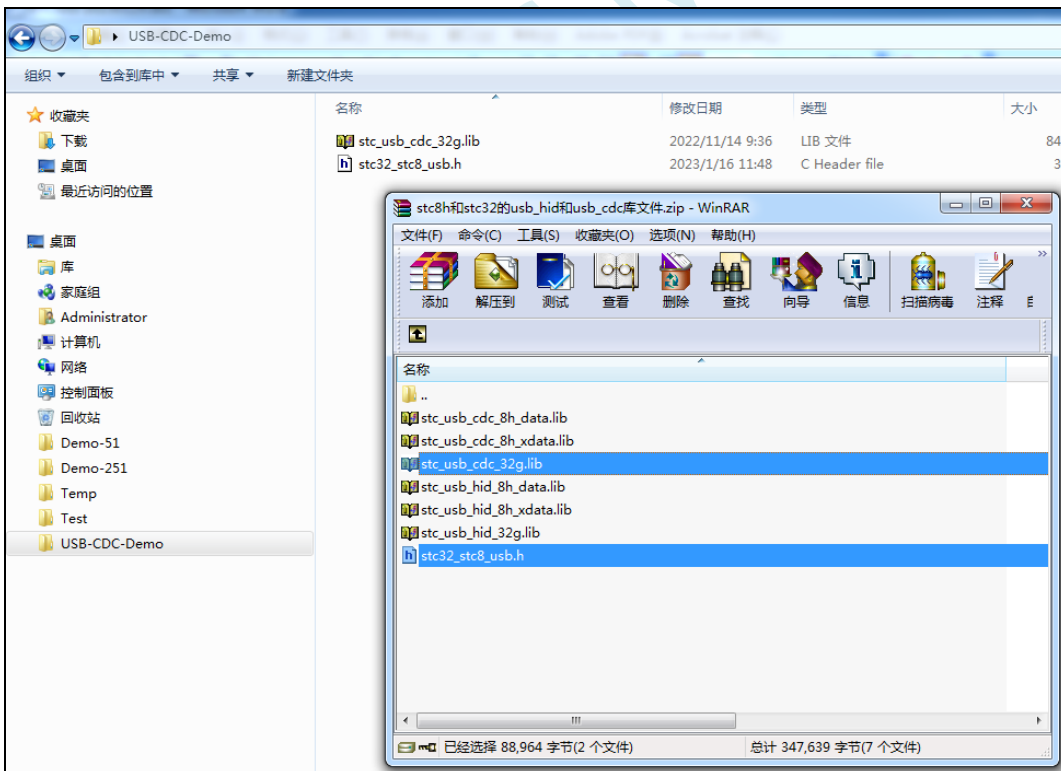 USB-CDC-Demo
组织 包含到库中 共享 新建文件夹
收藏夹
下载
桌面
最近访问的位置
桌面
库
家庭组
Administrator
计算机
网络
控制面板
回收站
Demo-51
Demo-251
Temp
Test
USB-CDC-Demo
名称 修改日期 类型 大小
stc_usb_cdc_32g.lib 2022/11/14 9:36 LIB 文件 84
stc32_stc8_usb.h 2023/1/16 11:48 C Header file 3
stc8h和stc32的usb_hid和usb_cdc库文件.zip - WinRAR
文件(F) 命令(C) 工具(S) 收藏夹(O) 选项(N) 帮助(H)
添加 解压到 测试 查看 删除 查找 向导 信息 扫描病毒 注释
名称
..
stc_usb_cdc_8h_data.lib
stc_usb_cdc_8h_xdata.lib
stc_usb_cdc_32g.lib
stc_usb_hid_8h_data.lib
stc_usb_hid_8h_xdata.lib
stc_usb_hid_32g.lib
stc32_stc8_usb.h
已经选择 88,964 字节(2 个文件) 总计 347,639 字节(7 个文件)